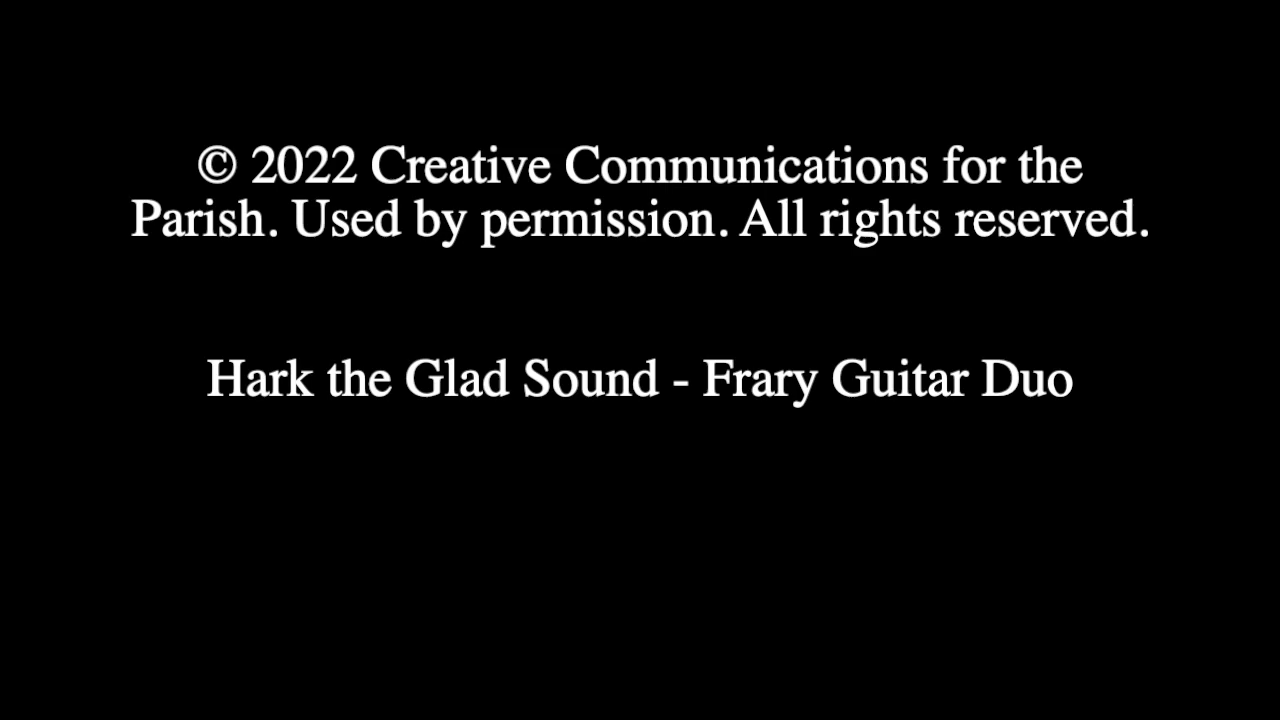 © 2022 Creative Communications for the
Parish. Used by permission. All rights reserved.
Hark the Glad Sound - Frary Guitar Duo